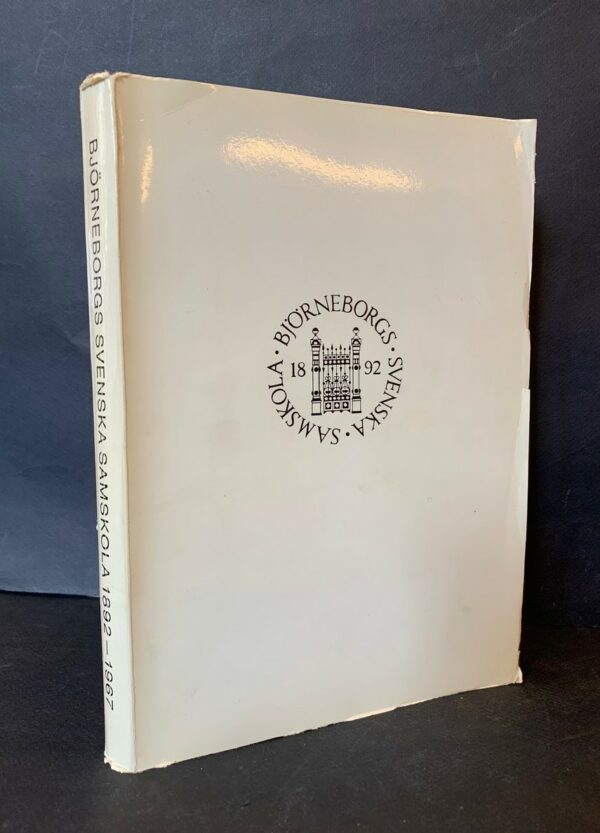 BJÖRNEBORGS SVENSKA SAMSKOLA 1892—1967
BJÖRNEBORGS · SVENSKA · SAMSKOLA ·
18 92